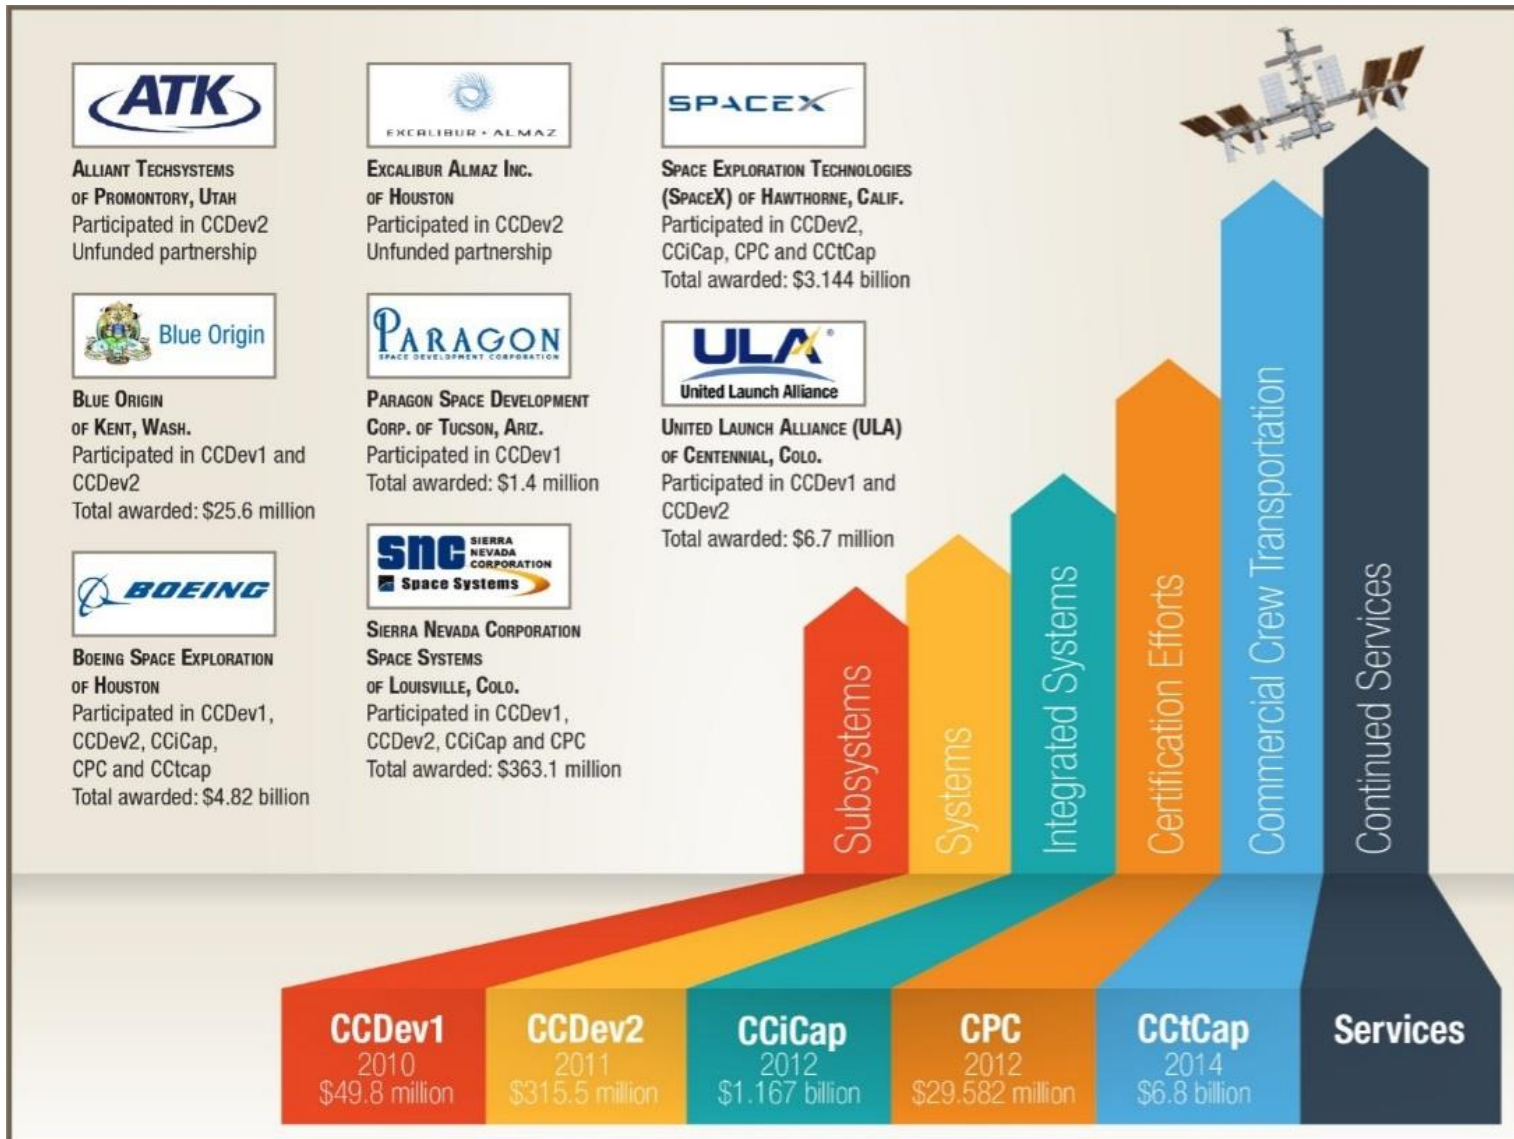 ATK
ALLIANT TECHSYSTEMS
OF PROMONTORY, UTAH
Participated in CCDev2
Unfunded partnership
Blue Origin
BLUE ORIGIN
OF KENT, WASH.
Participated in CCDev1 and
CCDev2
Total awarded: $25.6 million
BOEING
BOEING SPACE EXPLORATION
OF HOUSTON
Participated in CCDev1,
CCDev2, CCiCap,
CPC and CCtcap
Total awarded: $4.82 billion
EXCALIBUR • ALMAZ
EXCALIBUR ALMAZ INC.
OF HOUSTON
Participated in CCDev2
Unfunded partnership
PARAGON
SPACE DEVELOPMENT CORPORATION
PARAGON SPACE DEVELOPMENT
CORP. OF TUCSON, ARIZ.
Participated in CCDev1
Total awarded: $1.4 million
snc SIERRA
NEVADA
CORPORATION
Space Systems
SIERRA NEVADA CORPORATION
SPACE SYSTEMS
OF LOUISVILLE, COLO.
Participated in CCDev1,
CCDev2, CCiCap and CPC
Total awarded: $363.1 million
SPACEX
SPACE EXPLORATION TECHNOLOGIES
(SPACEX) OF HAWTHORNE, CALIF.
Participated in CCDev2,
CCiCap, CPC and CCtCap
Total awarded: $3.144 billion
ULA®
United Launch Alliance
UNITED LAUNCH ALLIANCE (ULA)
OF CENTENNIAL, COLO.
Participated in CCDev1 and
CCDev2
Total awarded: $6.7 million
Subsystems
Systems
Integrated Systems
Certification Efforts
Commercial Crew Transportation
Continued Services
CCDev1
2010
$49.8 million
CCDev2
2011
$315.5 million
CCiCap
2012
$1.167 billion
CPC
2012
$29.582 million
CCtCap
2014
$6.8 billion
Services